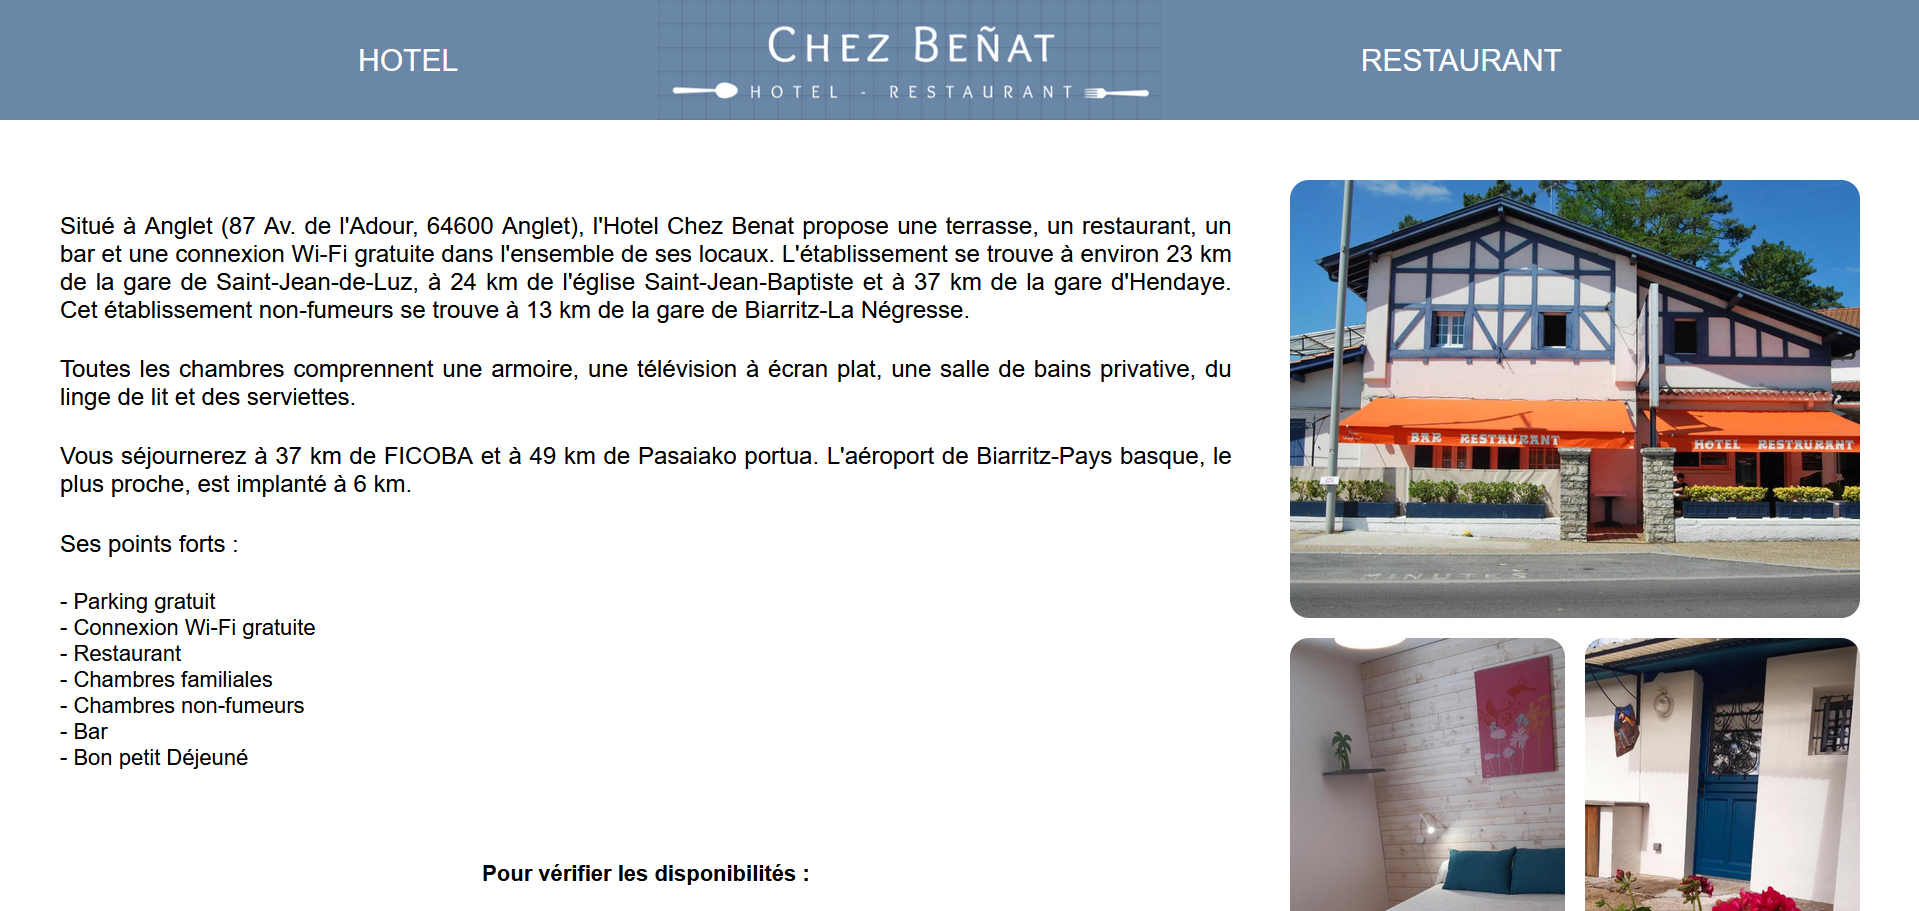 HOTEL
CHEZ BEÑAT
HOTEL - RESTAURANT
RESTAURANT
Situé à Anglet (87 Av. de l'Adour, 64600 Anglet), l'Hotel Chez Benat propose une terrasse, un restaurant, un
bar et une connexion Wi-Fi gratuite dans l'ensemble de ses locaux. L'établissement se trouve à environ 23 km
de la gare de Saint-Jean-de-Luz, à 24 km de l'église Saint-Jean-Baptiste et à 37 km de la gare d'Hendaye.
Cet établissement non-fumeurs se trouve à 13 km de la gare de Biarritz-La Négresse.
Toutes les chambres comprennent une armoire, une télévision à écran plat, une salle de bains privative, du
linge de lit et des serviettes.
Vous séjournerez à 37 km de FICOBA et à 49 km de Pasaiako portua. L'aéroport de Biarritz-Pays basque, le
plus proche, est implanté à 6 km.
Ses points forts :
- Parking gratuit
- Connexion Wi-Fi gratuite
- Restaurant
- Chambres familiales
- Chambres non-fumeurs
- Bar
- Bon petit Déjeuné
Pour vérifier les disponibilités :
BAR RESTAURANT
HOTEL RESTAURANT
MINUTES